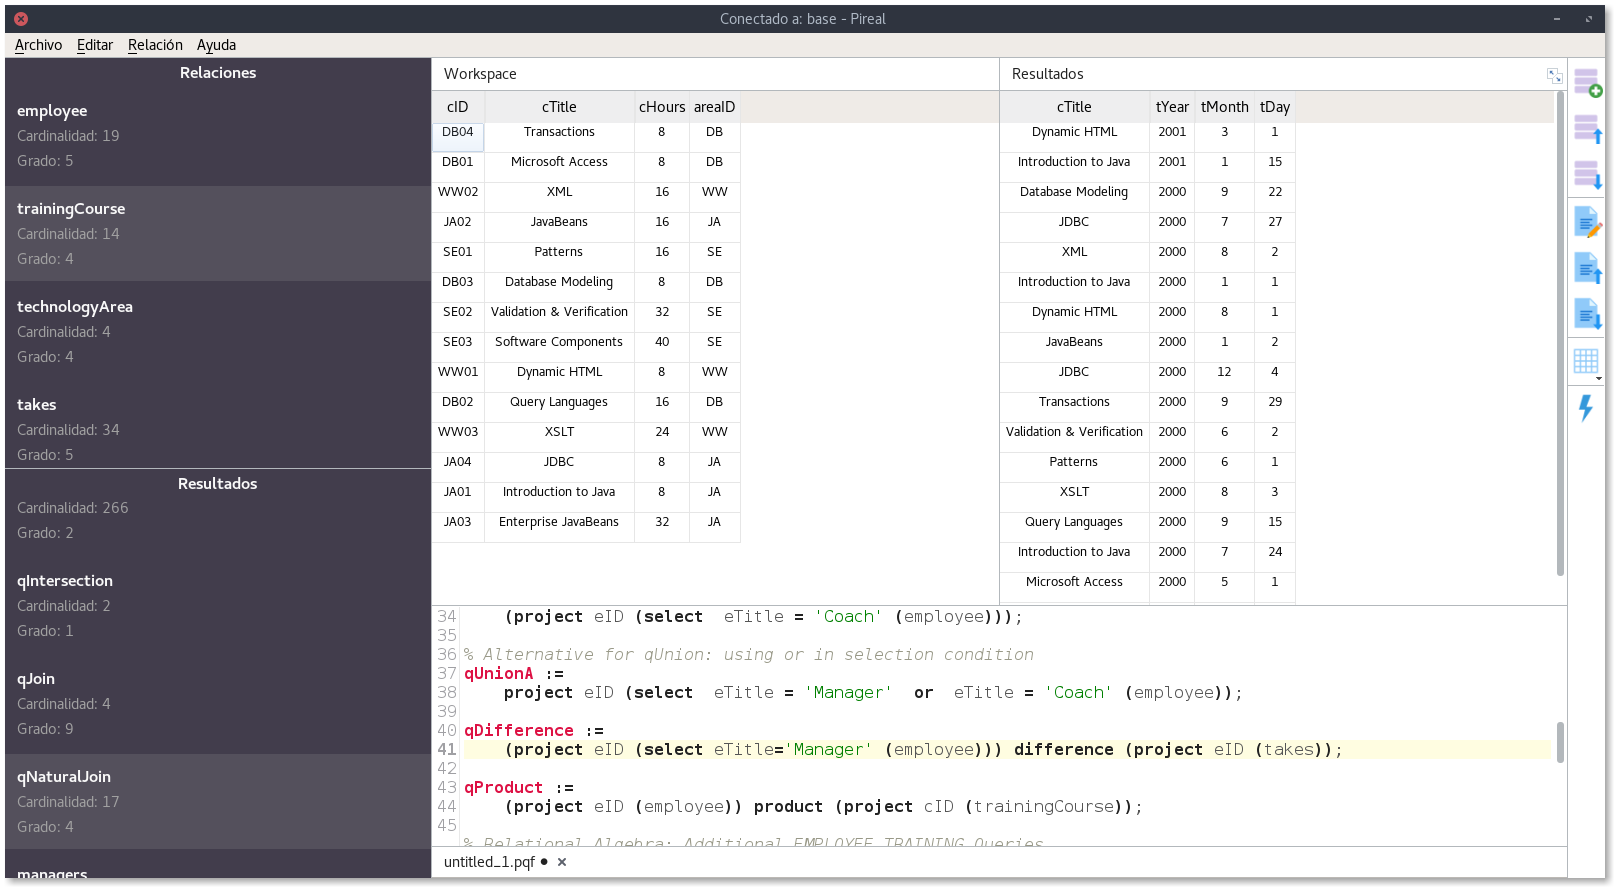 Conectado a: base - Pireal
Archivo Editar Relación Ayuda
Relaciones
employee
Cardinalidad: 19
Grado: 5
trainingCourse
Cardinalidad: 14
Grado: 4
technologyArea
Cardinalidad: 4
Grado: 4
takes
Cardinalidad: 34
Grado: 5
Resultados
Cardinalidad: 266
Grado: 2
qIntersection
Cardinalidad: 2
Grado: 1
qJoin
Cardinalidad: 4
Grado: 9
qNaturalJoin
Cardinalidad: 17
Grado: 4
managers
Workspace
cID cTitle cHours areaID
DB04 Transactions 8 DB
DB01 Microsoft Access 8 DB
WW02 XML 16 WW
JA02 JavaBeans 16 JA
SE01 Patterns 16 SE
DB03 Database Modeling 8 DB
SE02 Validation & Verification 32 SE
SE03 Software Components 40 SE
WW01 Dynamic HTML 8 WW
DB02 Query Languages 16 DB
WW03 XSLT 24 WW
JA04 JDBC 8 JA
JA01 Introduction to Java 8 JA
JA03 Enterprise JavaBeans 32 JA
Resultados
cTitle tYear tMonth tDay
Dynamic HTML 2001 3 1
Introduction to Java 2001 1 15
Database Modeling 2000 9 22
JDBC 2000 7 27
XML 2000 8 2
Introduction to Java 2000 1 1
Dynamic HTML 2000 8 1
JavaBeans 2000 1 2
JDBC 2000 12 4
Transactions 2000 9 29
Validation & Verification 2000 6 2
Patterns 2000 6 1
XSLT 2000 8 3
Query Languages 2000 9 15
Introduction to Java 2000 7 24
Microsoft Access 2000 5 1
34 (project eID (select eTitle = 'Coach' (employee)));
35
36 % Alternative for qUnion: using or in selection condition
37 qUnionA :=
38 project eID (select eTitle = 'Manager' or eTitle = 'Coach' (employee));
39
40 qDifference :=
41 (project eID (select eTitle='Manager' (employee))) difference (project eID (takes));
42
43 qProduct :=
44 (project eID (employee)) product (project cID (trainingCourse));
45
% Relational Algebra: Additional EMPLOYEE TRAINING Queries
untitled_1.pqf ● ×